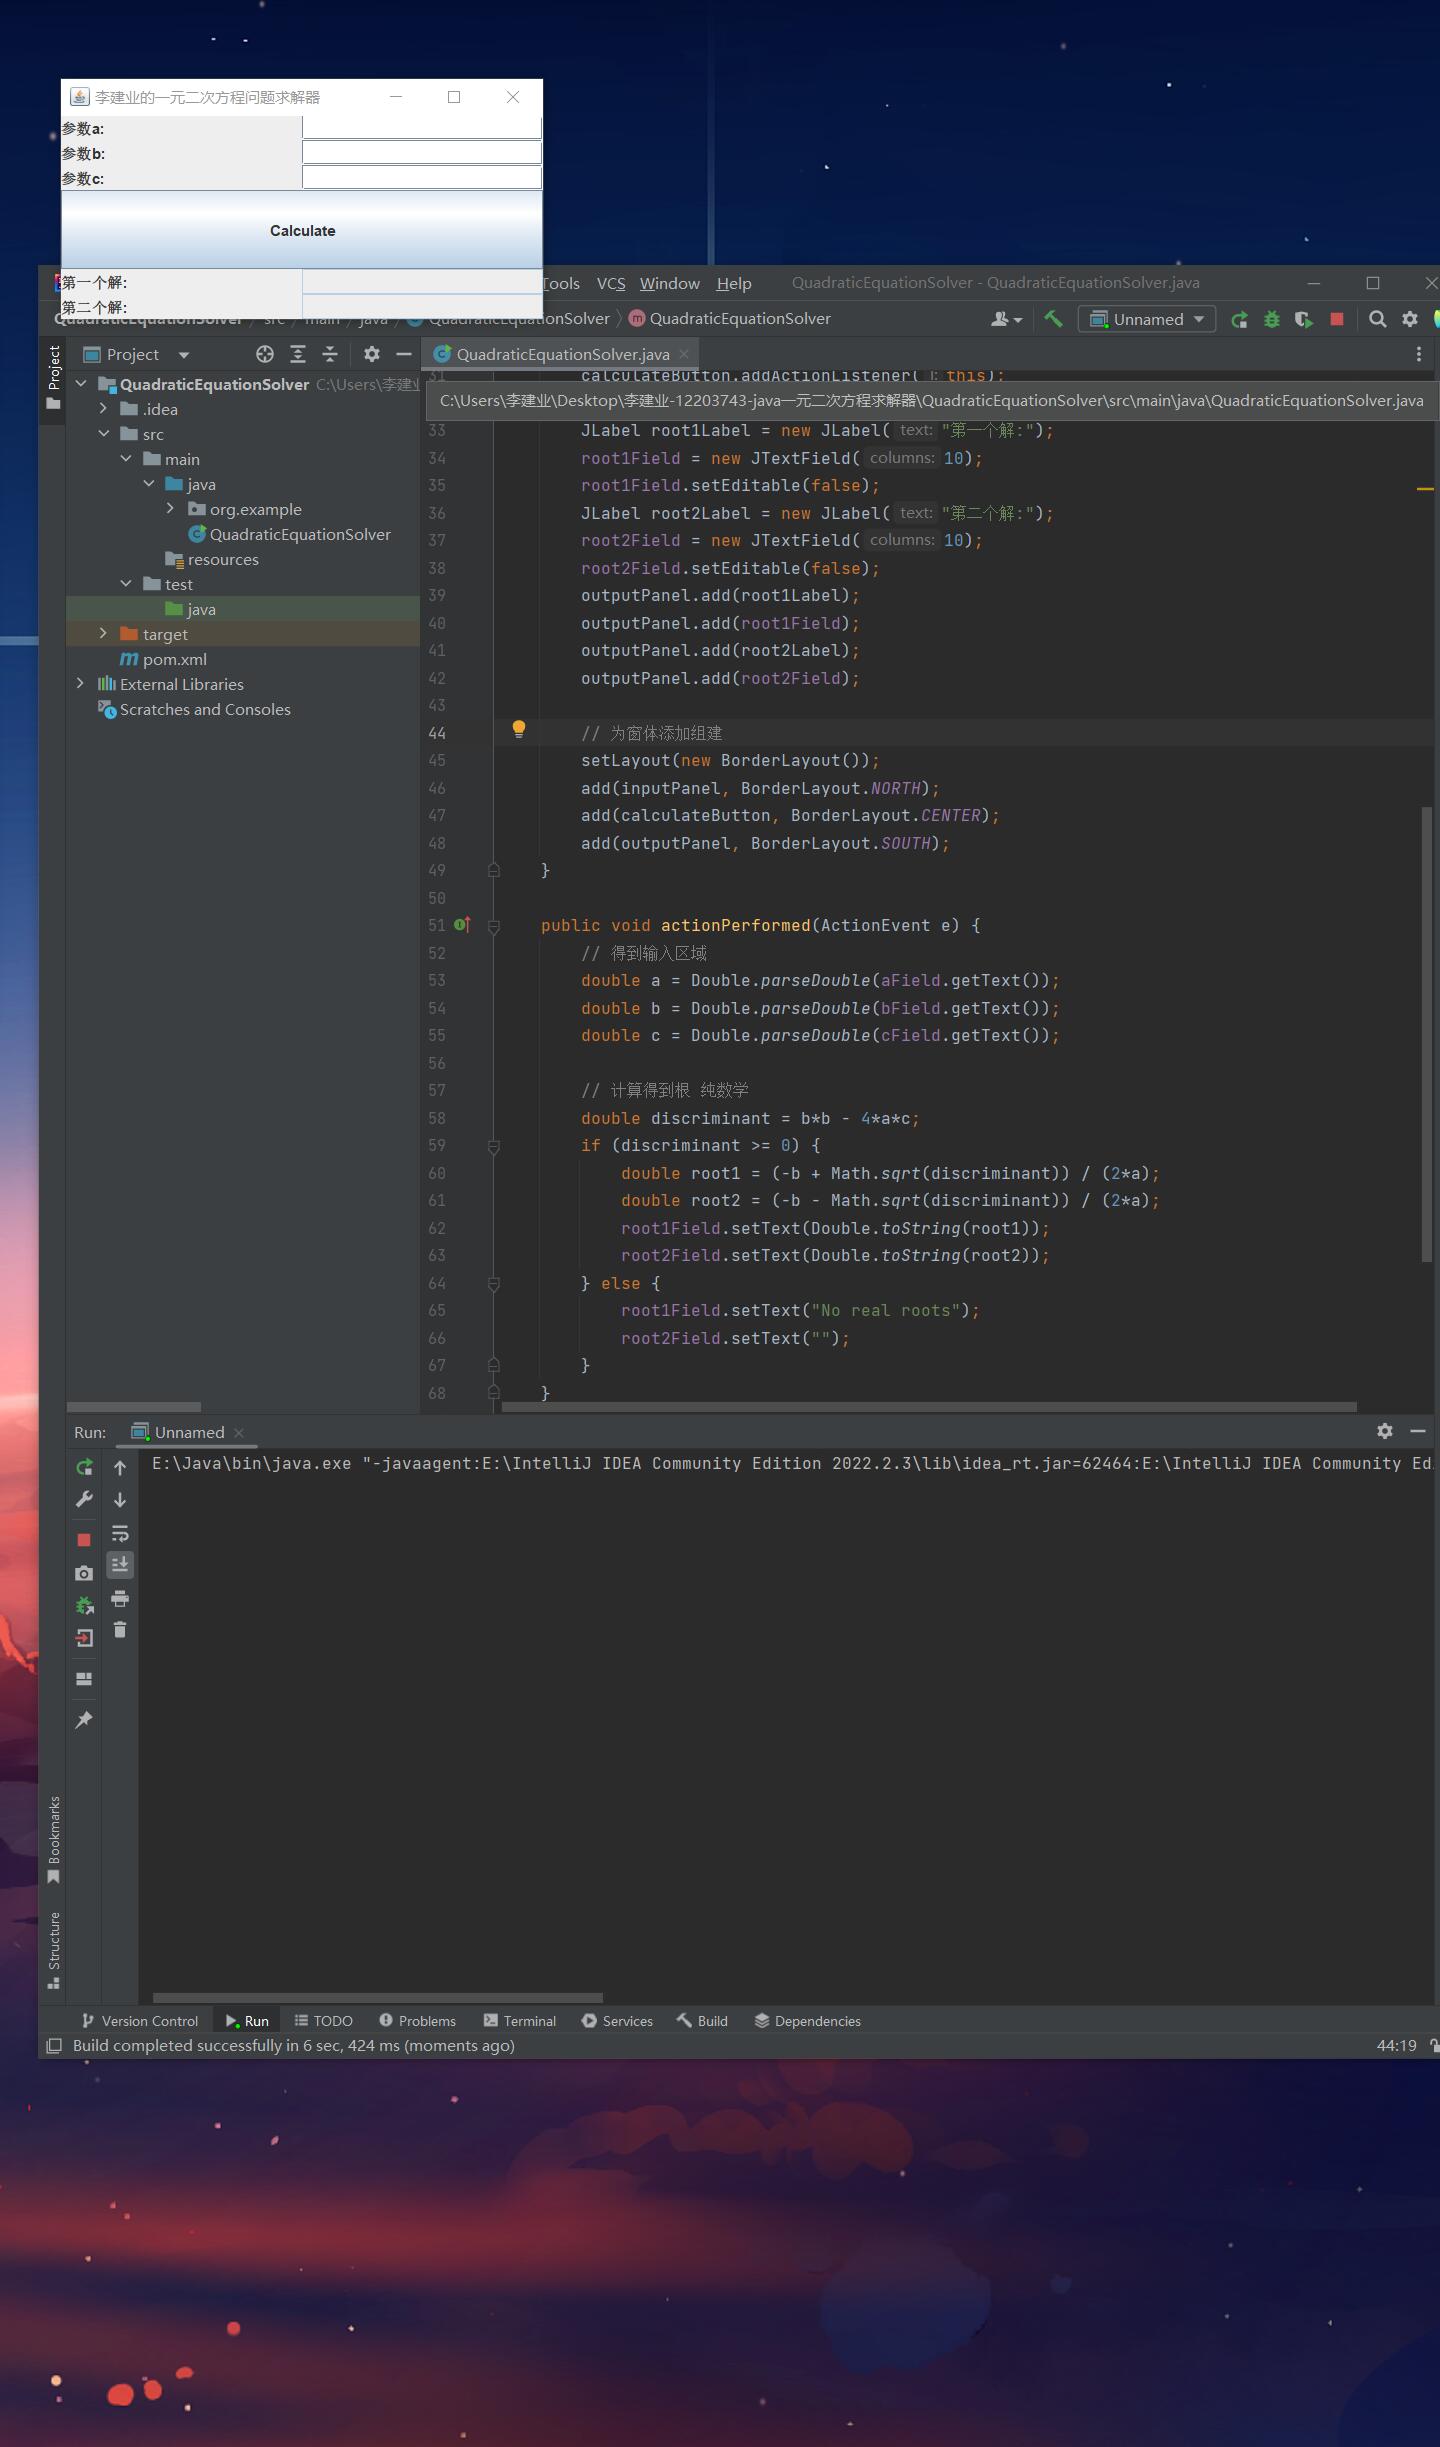 李建业的一元二次方程问题求解器
参数a:
参数b:
参数c:
Calculate
第一个解:
第二个解:
Tools VCS Window Help QuadraticEquationSolver - QuadraticEquationSolver.java
QuadraticEquationSolver src main java QuadraticEquationSolver QuadraticEquationSolver Unnamed
Project
Project
QuadraticEquationSolver.java
QuadraticEquationSolver C:\Users\李建业
.idea
src
main
java
org.example
QuadraticEquationSolver
resources
test
java
target
pom.xml
External Libraries
Scratches and Consoles
31 calculateButton.addActionListener( l: this);
C:\Users\李建业\Desktop\李建业-12203743-java一元二次方程求解器\QuadraticEquationSolver\src\main\java\QuadraticEquationSolver.java
33 JLabel root1Label = new JLabel( text: "第一个解:");
34 root1Field = new JTextField( columns: 10);
35 root1Field.setEditable(false);
36 JLabel root2Label = new JLabel( text: "第二个解:");
37 root2Field = new JTextField( columns: 10);
38 root2Field.setEditable(false);
39 outputPanel.add(root1Label);
40 outputPanel.add(root1Field);
41 outputPanel.add(root2Label);
42 outputPanel.add(root2Field);
43
44 // 为窗体添加组建
45 setLayout(new BorderLayout());
46 add(inputPanel, BorderLayout.NORTH);
47 add(calculateButton, BorderLayout.CENTER);
48 add(outputPanel, BorderLayout.SOUTH);
49 }
50
51 public void actionPerformed(ActionEvent e) {
52 // 得到输入区域
53 double a = Double.parseDouble(aField.getText());
54 double b = Double.parseDouble(bField.getText());
55 double c = Double.parseDouble(cField.getText());
56
57 // 计算得到根 纯数学
58 double discriminant = b*b - 4*a*c;
59 if (discriminant >= 0) {
60 double root1 = (-b + Math.sqrt(discriminant)) / (2*a);
61 double root2 = (-b - Math.sqrt(discriminant)) / (2*a);
62 root1Field.setText(Double.toString(root1));
63 root2Field.setText(Double.toString(root2));
64 } else {
65 root1Field.setText("No real roots");
66 root2Field.setText("");
67 }
68 }
Run: Unnamed
E:\Java\bin\java.exe "-javaagent:E:\IntelliJ IDEA Community Edition 2022.2.3\lib\idea_rt.jar=62464:E:\IntelliJ IDEA Community Ed
Bookmarks
Structure
Version Control Run TODO Problems Terminal Services Build Dependencies
Build completed successfully in 6 sec, 424 ms (moments ago) 44:19